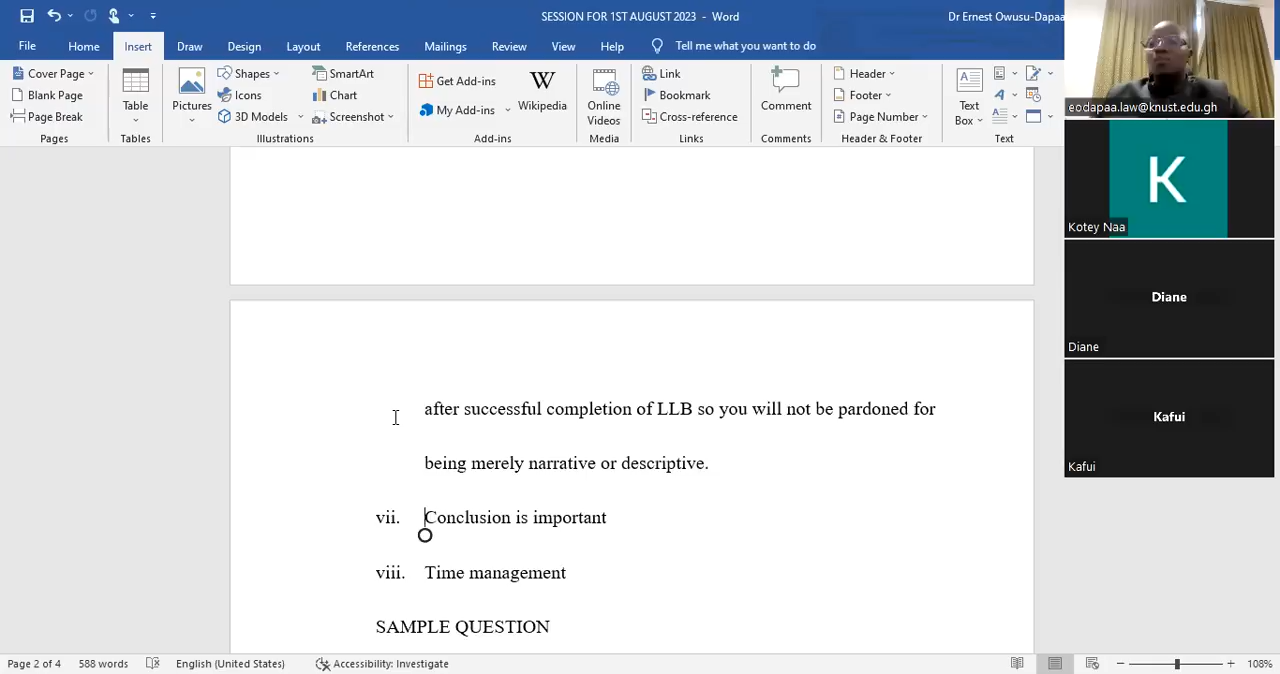 SESSION FOR 1ST AUGUST 2023 - Word
Dr Ernest Owusu-Dapaa
File Home Insert Draw Design Layout References Mailings Review View Help Tell me what you want to do
Cover Page
Blank Page
Page Break
Pages
Table
Tables
Pictures
Shapes
Icons
3D Models
SmartArt
Chart
Screenshot
Illustrations
Get Add-ins
My Add-ins
Wikipedia
Add-ins
Online
Videos
Media
Link
Bookmark
Cross-reference
Links
Comment
Comments
Header
Footer
Page Number
Header & Footer
Text
Box
Text
eodapaa.law@knust.edu.gh
K
Kotey Naa
Diane
Diane
Kafui
Kafui
after successful completion of LLB so you will not be pardoned for
being merely narrative or descriptive.
vii. Conclusion is important
viii. Time management
SAMPLE QUESTION
Page 2 of 4 588 words English (United States) Accessibility: Investigate 108%